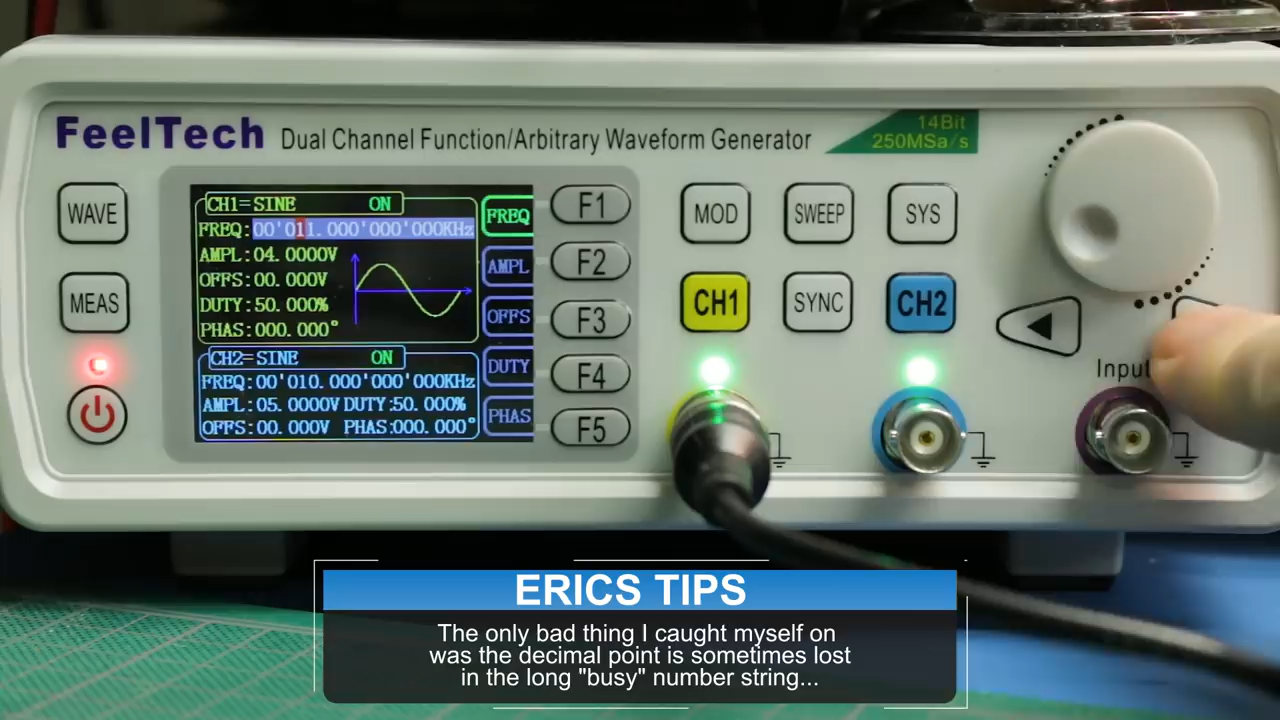 FeelTech Dual Channel Function/Arbitrary Waveform Generator
14Bit
250MSa/s
WAVE
MEAS
CH1=SINE ON
FREQ:00'011.000'000'000KHz
AMPL:04.0000V
OFFS:00.000V
DUTY:50.000%
PHAS:000.000°
CH2=SINE ON
FREQ:00'010.000'000'000KHz
AMPL:05.0000V DUTY:50.000%
OFFS:00.000V PHAS:000.000°
FREQ
AMPL
OFFS
DUTY
PHAS
F1
F2
F3
F4
F5
MOD
SWEEP
SYS
CH1
SYNC
CH2
Input
ERICS TIPS
The only bad thing I caught myself on
was the decimal point is sometimes lost
in the long "busy" number string...